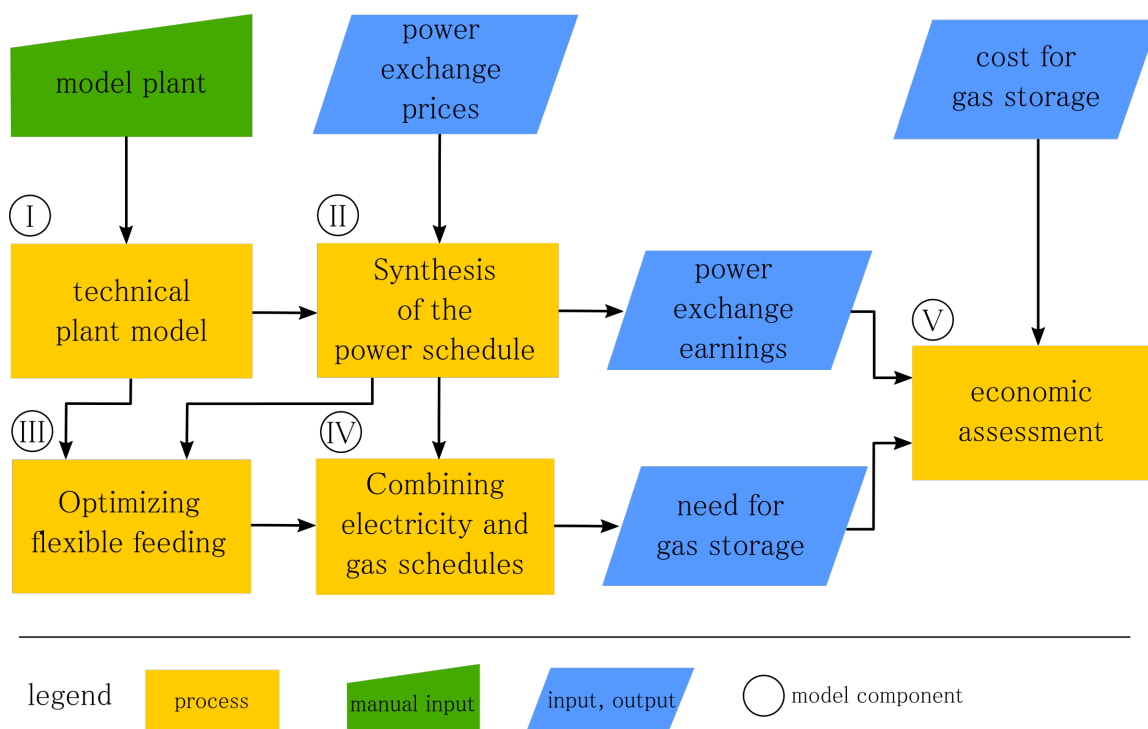 model plant
power
exchange
prices
cost for
gas storage
I
technical
plant model
II
Synthesis
of the
power schedule
power
exchange
earnings
V
economic
assessment
III
Optimizing
flexible feeding
IV
Combining
electricity and
gas schedules
need for
gas storage
legend
process
manual input
input, output
model component